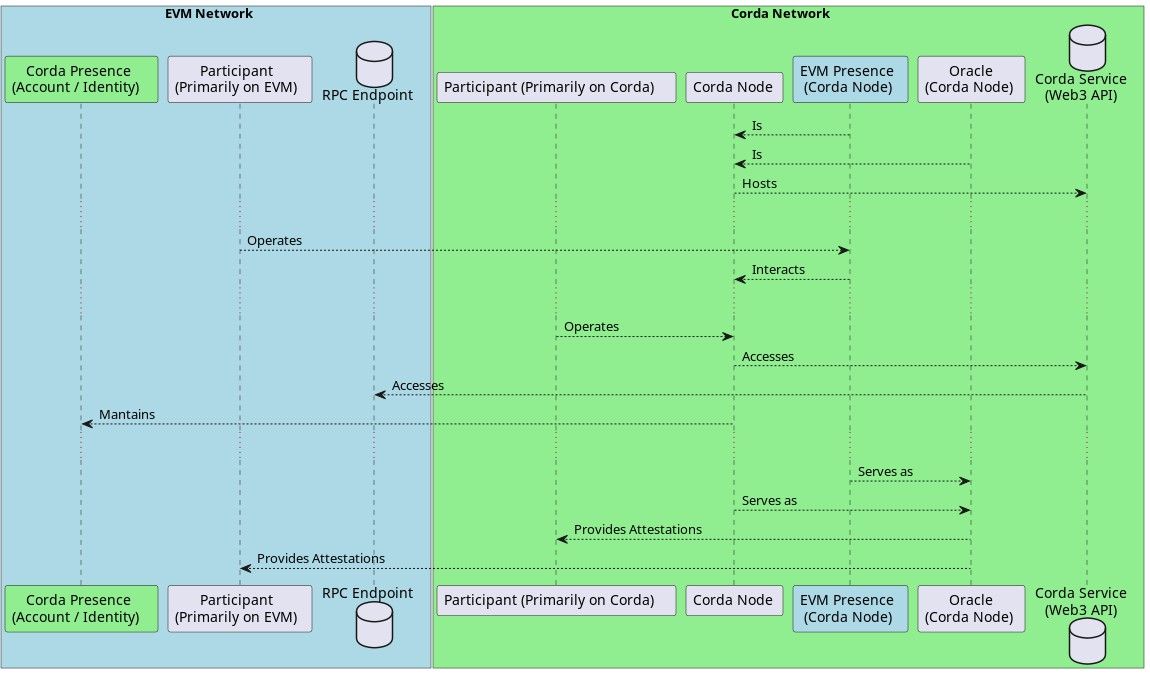 EVM Network
Corda Network
Corda Presence
(Account / Identity)
Participant
(Primarily on EVM)
RPC Endpoint
Participant (Primarily on Corda)
Corda Node
EVM Presence
(Corda Node)
Oracle
(Corda Node)
Corda Service
(Web3 API)
Is
Is
Hosts
Operates
Interacts
Operates
Accesses
Accesses
Mantains
Serves as
Serves as
Provides Attestations
Provides Attestations
Corda Presence
(Account / Identity)
Participant
(Primarily on EVM)
RPC Endpoint
Participant (Primarily on Corda)
Corda Node
EVM Presence
(Corda Node)
Oracle
(Corda Node)
Corda Service
(Web3 API)